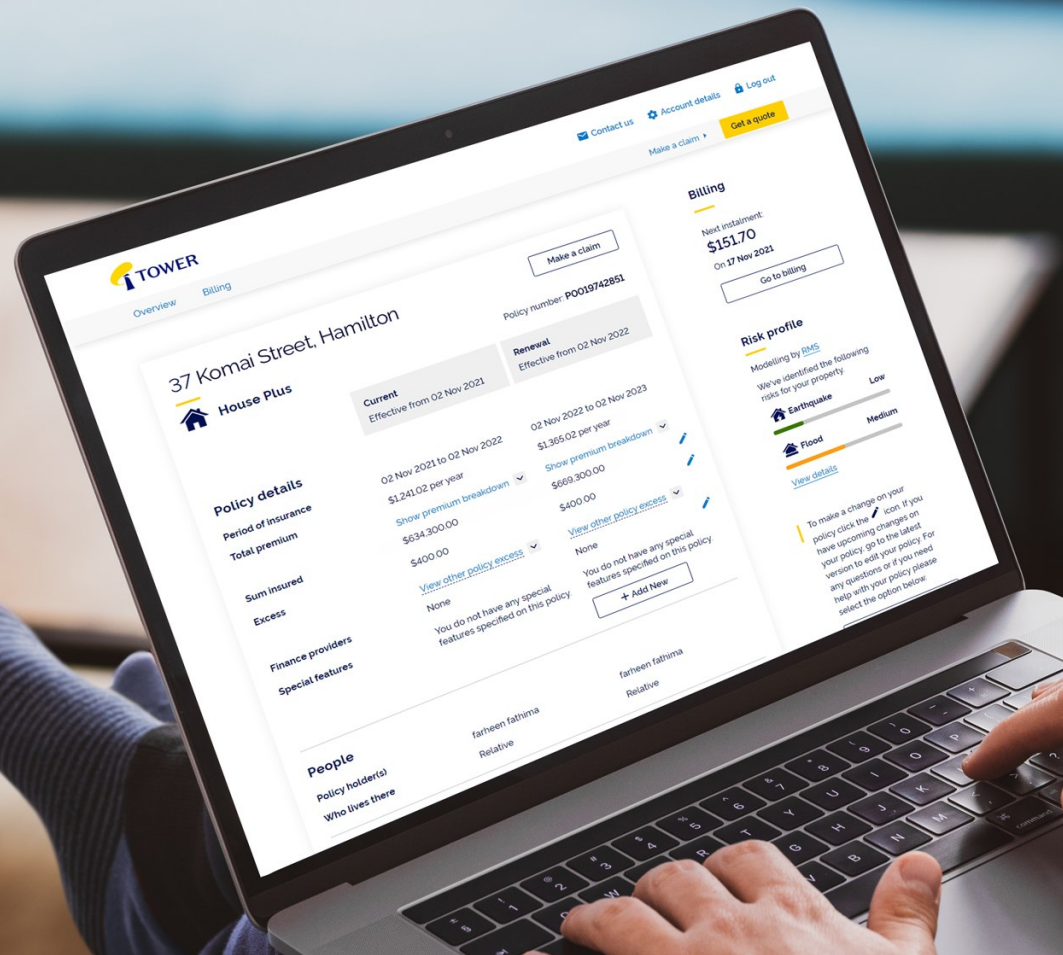 Contact us
Account details
Log out
Make a claim
Get a quote
TOWER
Overview
Billing
37 Komai Street, Hamilton
Make a claim
House Plus
Policy number: P0019742851
Current
Effective from 02 Nov 2021
Renewal
Effective from 02 Nov 2022
Policy details
Period of insurance
02 Nov 2021 to 02 Nov 2022
02 Nov 2022 to 02 Nov 2023
Total premium
$1,241.02 per year
$1,365.02 per year
Show premium breakdown
Show premium breakdown
Sum insured
$634,300.00
$669,300.00
Excess
$400.00
$400.00
View other policy excess
View other policy excess
Finance providers
None
None
Special features
You do not have any special
features specified on this policy.
You do not have any special
features specified on this policy.
+ Add New
People
Policy holder(s)
farheen fathima
farheen fathima
Who lives there
Relative
Relative
Billing
Next instalment:
$151.70
On 17 Nov 2021
Go to billing
Risk profile
Modelling by RMS
We've identified the following
risks for your property.
Earthquake
Low
Flood
Medium
View details
To make a change on your
policy click the icon. If you
have upcoming changes on
your policy, go to the latest
version to edit your policy. For
any questions or if you need
help with your policy please
select the option below.
command